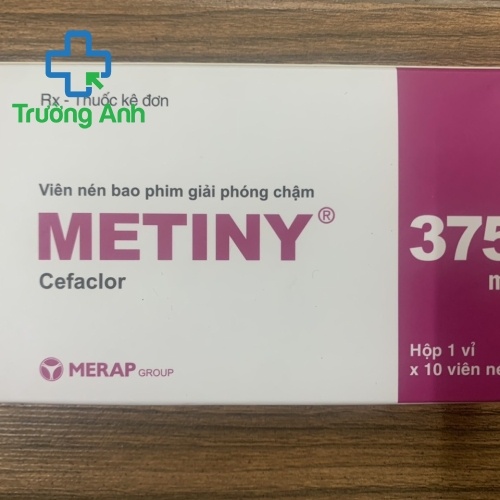 Rx - Thuốc kê đơn
Trường Anh
Viên nén bao phim giải phóng chậm
METINY®
375
Cefaclor
MERAP GROUP
Hộp 1 vỉ
x 10 viên